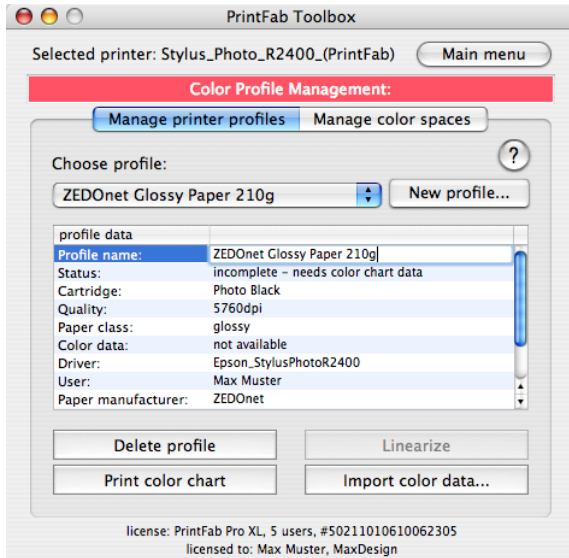 PrintFab Toolbox
Selected printer: Stylus_Photo_R2400_(PrintFab) Main menu
Color Profile Management:
Manage printer profiles Manage color spaces
Choose profile: ?
ZEDOnet Glossy Paper 210g New profile...
profile data
Profile name: ZEDOnet Glossy Paper 210g
Status: incomplete - needs color chart data
Cartridge: Photo Black
Quality: 5760dpi
Paper class: glossy
Color data: not available
Driver: Epson_StylusPhotoR2400
User: Max Muster
Paper manufacturer: ZEDOnet
Delete profile Linearize
Print color chart Import color data...
license: PrintFab Pro XL, 5 users, #50211010610062305
licensed to: Max Muster, MaxDesign